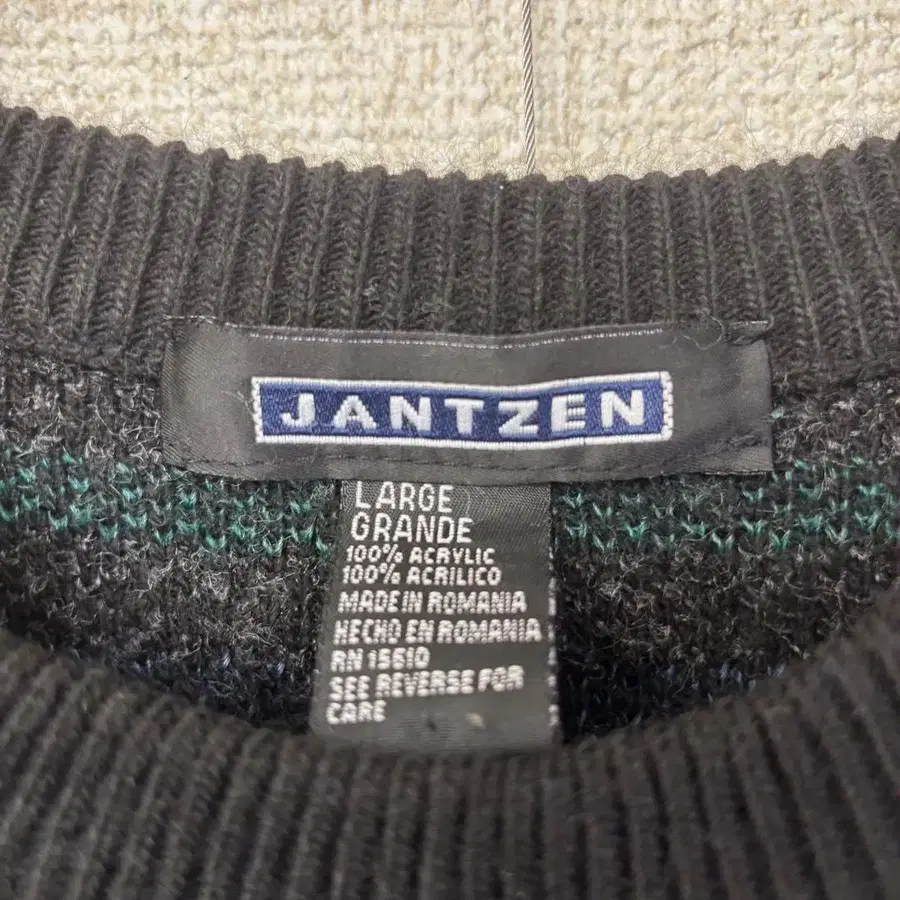 JANTZEN
LARGE
GRANDE
100% ACRYLIC
100% ACRILICO
MADE IN ROMANIA
HECHO EN ROMANIA
RN 15610
SEE REVERSE FOR
CARE